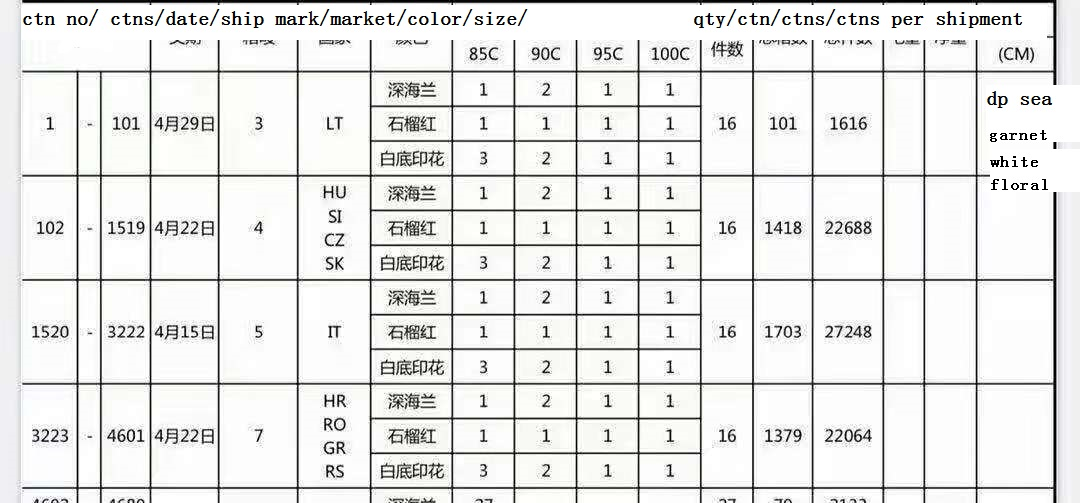 ctn no/ ctns/date/ship mark/market/color/size/ qty/ctn/ctns/ctns per shipment
85C 90C 95C 100C 件数 (CM)
深海兰 1 2 1 1
1 - 101 4月29日 3 LT 石榴红 1 1 1 1 16 101 1616
白底印花 3 2 1 1
dp sea
garnet
white
floral
HU
SI
CZ
SK
深海兰 1 2 1 1
102 - 1519 4月22日 4 石榴红 1 1 1 1 16 1418 22688
白底印花 3 2 1 1
深海兰 1 2 1 1
1520 - 3222 4月15日 5 IT 石榴红 1 1 1 1 16 1703 27248
白底印花 3 2 1 1
HR
RO
GR
RS
深海兰 1 2 1 1
3223 - 4601 4月22日 7 石榴红 1 1 1 1 16 1379 22064
白底印花 3 2 1 1